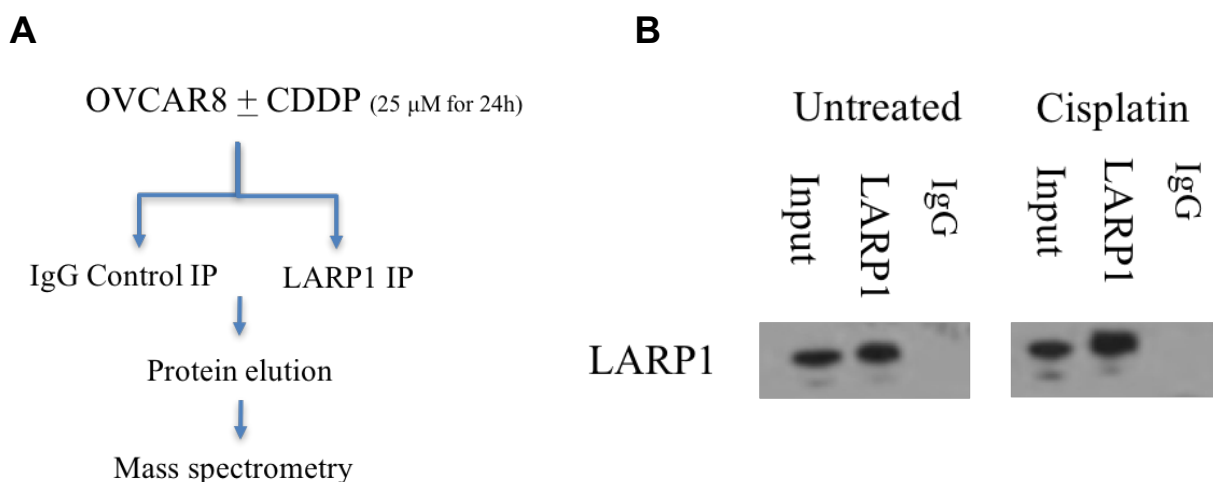 A
OVCAR8 ± CDDP (25 μM for 24h)
IgG Control IP LARP1 IP
Protein elution
Mass spectrometry
B
Untreated Cisplatin
Input LARP1 IgG Input LARP1 IgG
LARP1